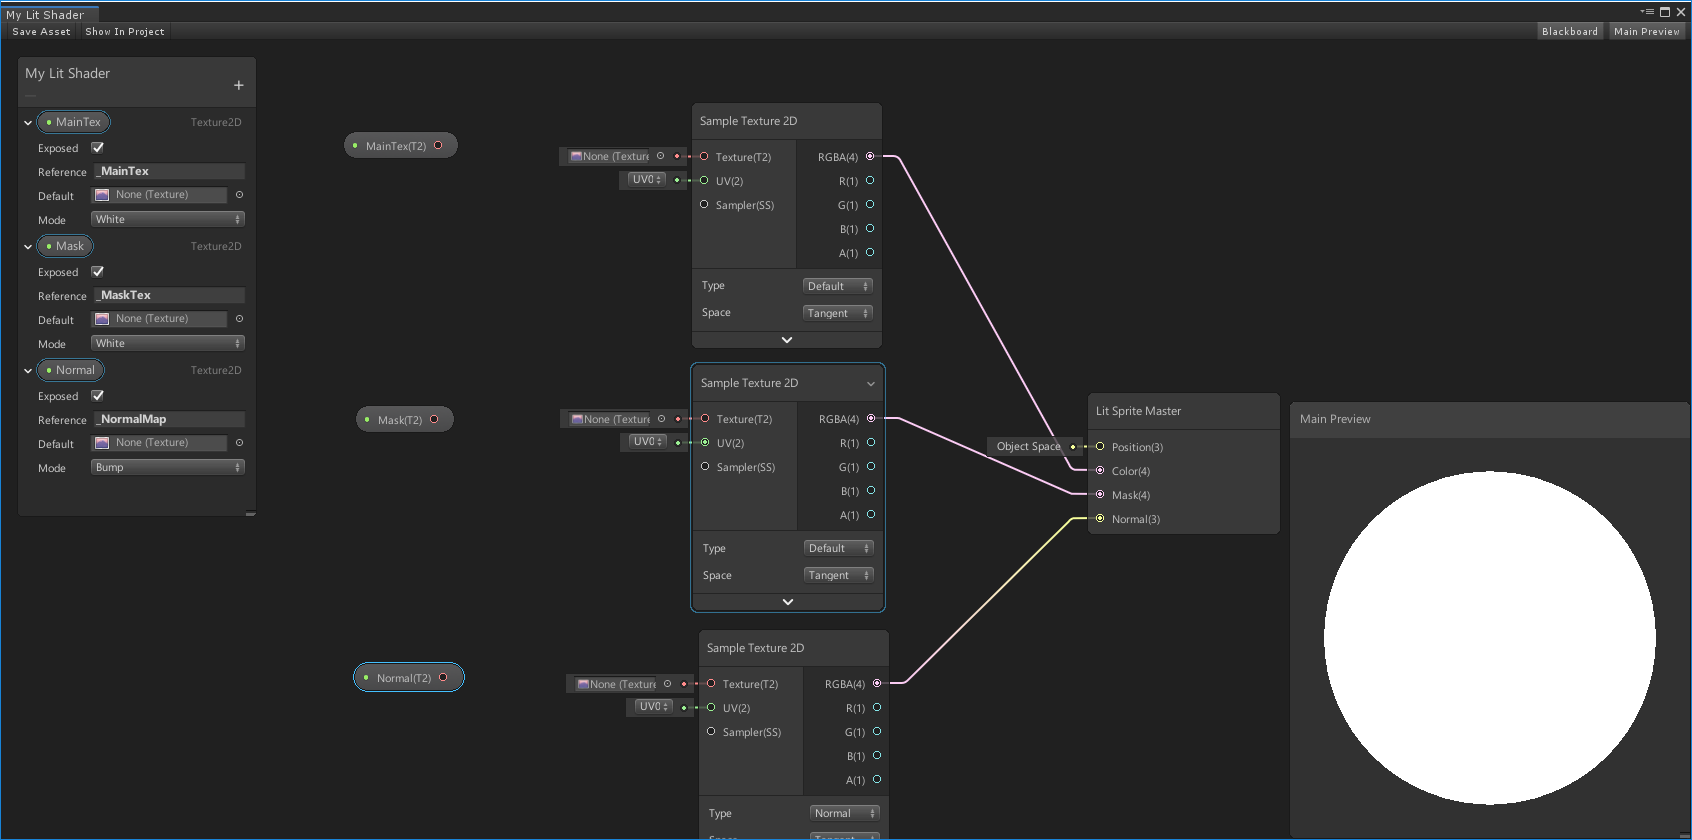 My Lit Shader
Save Asset Show In Project Blackboard Main Preview
My Lit Shader
+
MainTex Texture2D
Exposed
Reference _MainTex
Default None (Texture)
Mode White
Mask Texture2D
Exposed
Reference _MaskTex
Default None (Texture)
Mode White
Normal Texture2D
Exposed
Reference _NormalMap
Default None (Texture)
Mode Bump
MainTex(T2)
Mask(T2)
Normal(T2)
Sample Texture 2D
None (Texture
Texture(T2) RGBA(4)
UV0 UV(2) R(1)
Sampler(SS) G(1)
B(1)
A(1)
Type Default
Space Tangent
Sample Texture 2D
None (Texture
Texture(T2) RGBA(4)
UV0 UV(2) R(1)
Sampler(SS) G(1)
B(1)
A(1)
Type Default
Space Tangent
Sample Texture 2D
None (Texture
Texture(T2) RGBA(4)
UV0 UV(2) R(1)
Sampler(SS) G(1)
B(1)
A(1)
Type Normal
Space Tangent
Lit Sprite Master
Object Space Position(3)
Color(4)
Mask(4)
Normal(3)
Main Preview